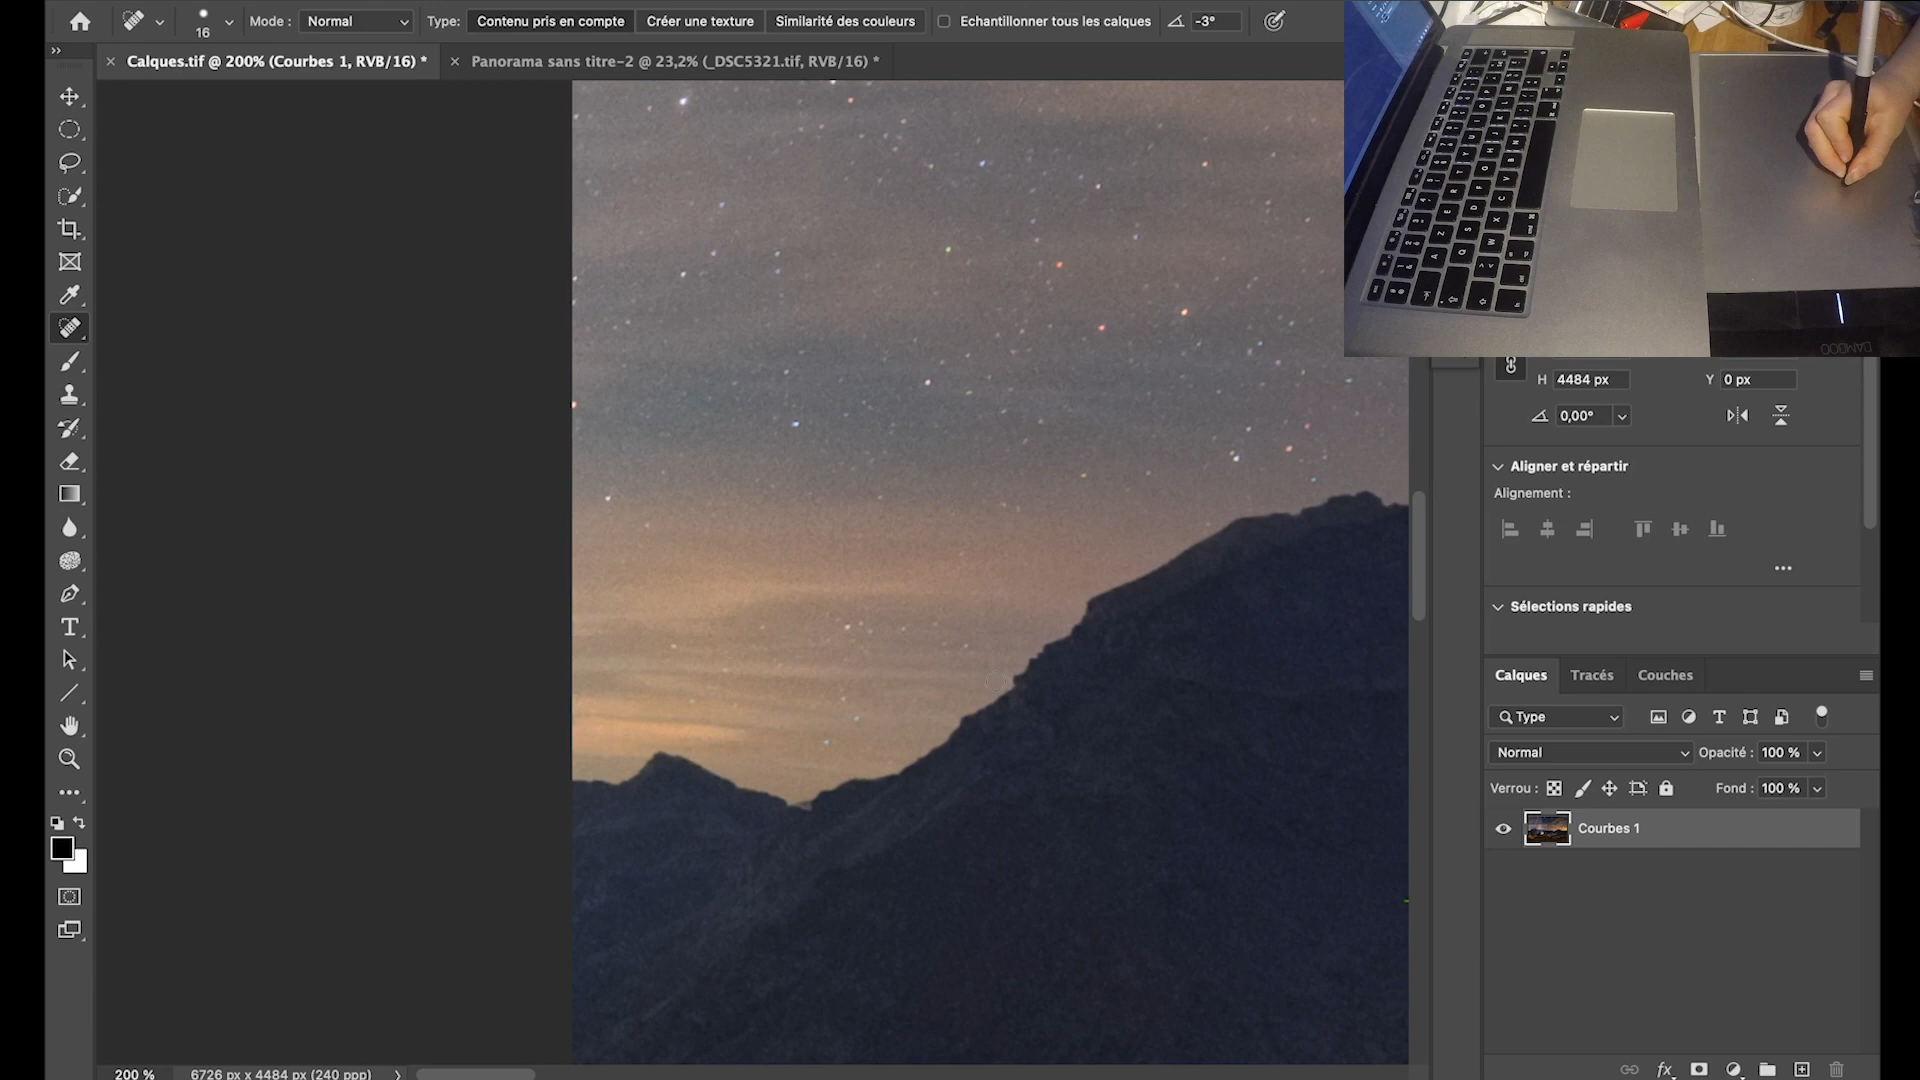 16
Mode : Normal
Type: Contenu pris en compte Créer une texture Similarité des couleurs
Echantillonner tous les calques
-3°
Calques.tif @ 200% (Courbes 1, RVB/16) *
Panorama sans titre-2 @ 23,2% (_DSC5321.tif, RVB/16) *
BAMBOO
H 4484 px Y 0 px
0,00°
Aligner et répartir
Alignement :
Sélections rapides
Calques Tracés Couches
Type
Normal Opacité : 100 %
Verrou : Fond : 100 %
Courbes 1
fx
200 % 6726 px x 4484 px (240 ppp)